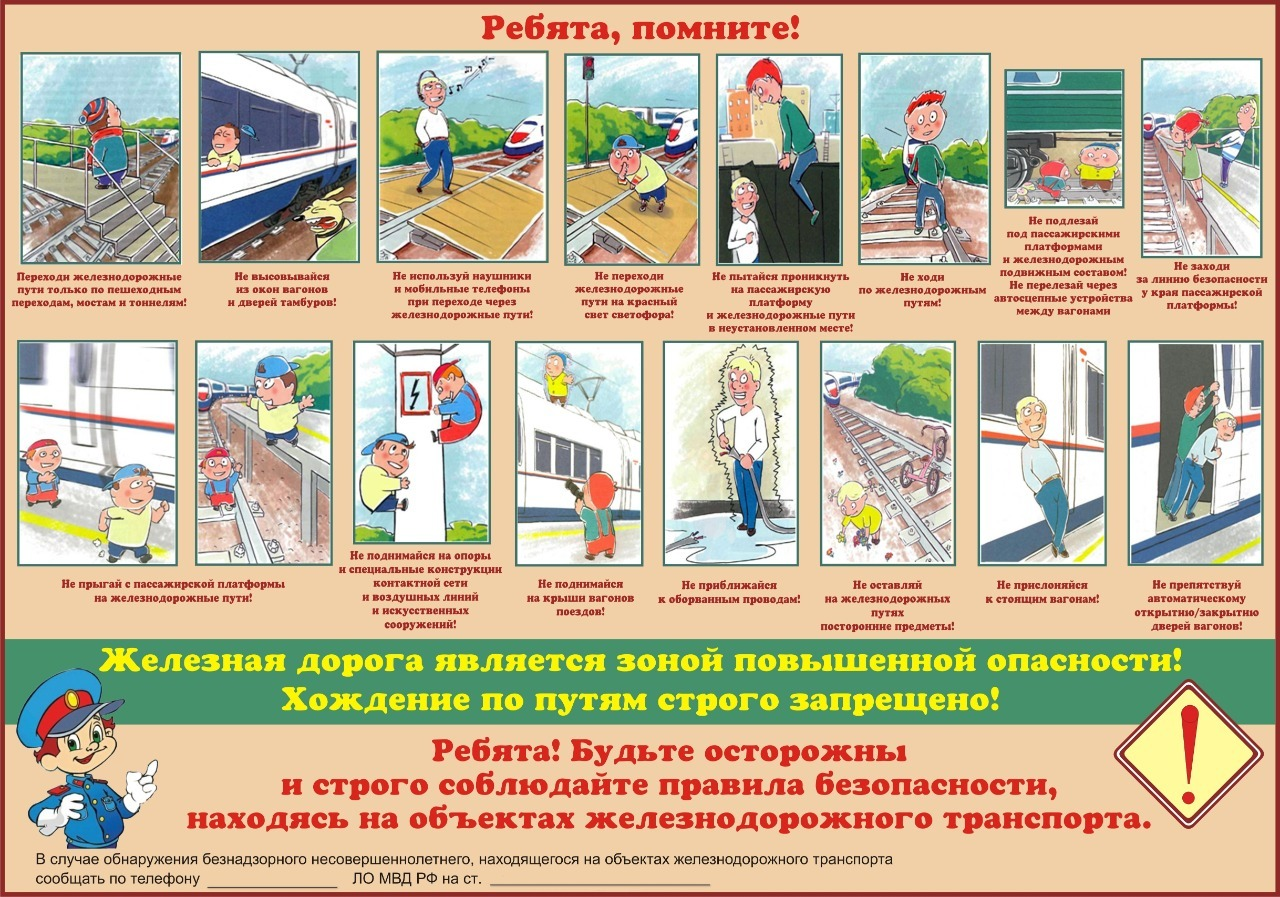 Ребята, помните!
Переходи железнодорожные
пути только по пешеходным
переходам, мостам и тоннелям!
Не высовывайся
из окон вагонов
и дверей тамбуров!
Не используй наушники
и мобильные телефоны
при переходе через
железнодорожные пути!
Не переходи
железнодорожные
пути на красный
свет светофора!
Не пытайся проникнуть
на пассажирскую
платформу
и железнодорожные пути
в неустановленном месте!
Не ходи
по железнодорожным
путям!
Не подлезай
под пассажирскими
платформами
и железнодорожным
подвижным составом!
Не перелезай через
автосцепные устройства
между вагонами
Не заходи
за линию безопасности
у края пассажирской
платформы!
Не прыгай с пассажирской платформы
на железнодорожные пути!
Не поднимайся на опоры
и специальные конструкции
контактной сети
и воздушных линий
и искусственных
сооружений!
Не поднимайся
на крыши вагонов
поездов!
Не приближайся
к оборванным проводам!
Не оставляй
на железнодорожных
путях
посторонние предметы!
Не прислоняйся
к стоящим вагонам!
Не препятствуй
автоматическому
открытию/закрытию
дверей вагонов!
Железная дорога является зоной повышенной опасности!
Хождение по путям строго запрещено!
Ребята! Будьте осторожны
и строго соблюдайте правила безопасности,
находясь на объектах железнодорожного транспорта.
В случае обнаружения безнадзорного несовершеннолетнего, находящегося на объектах железнодорожного транспорта
сообщать по телефону _______________ ЛО МВД РФ на ст. ___________________________